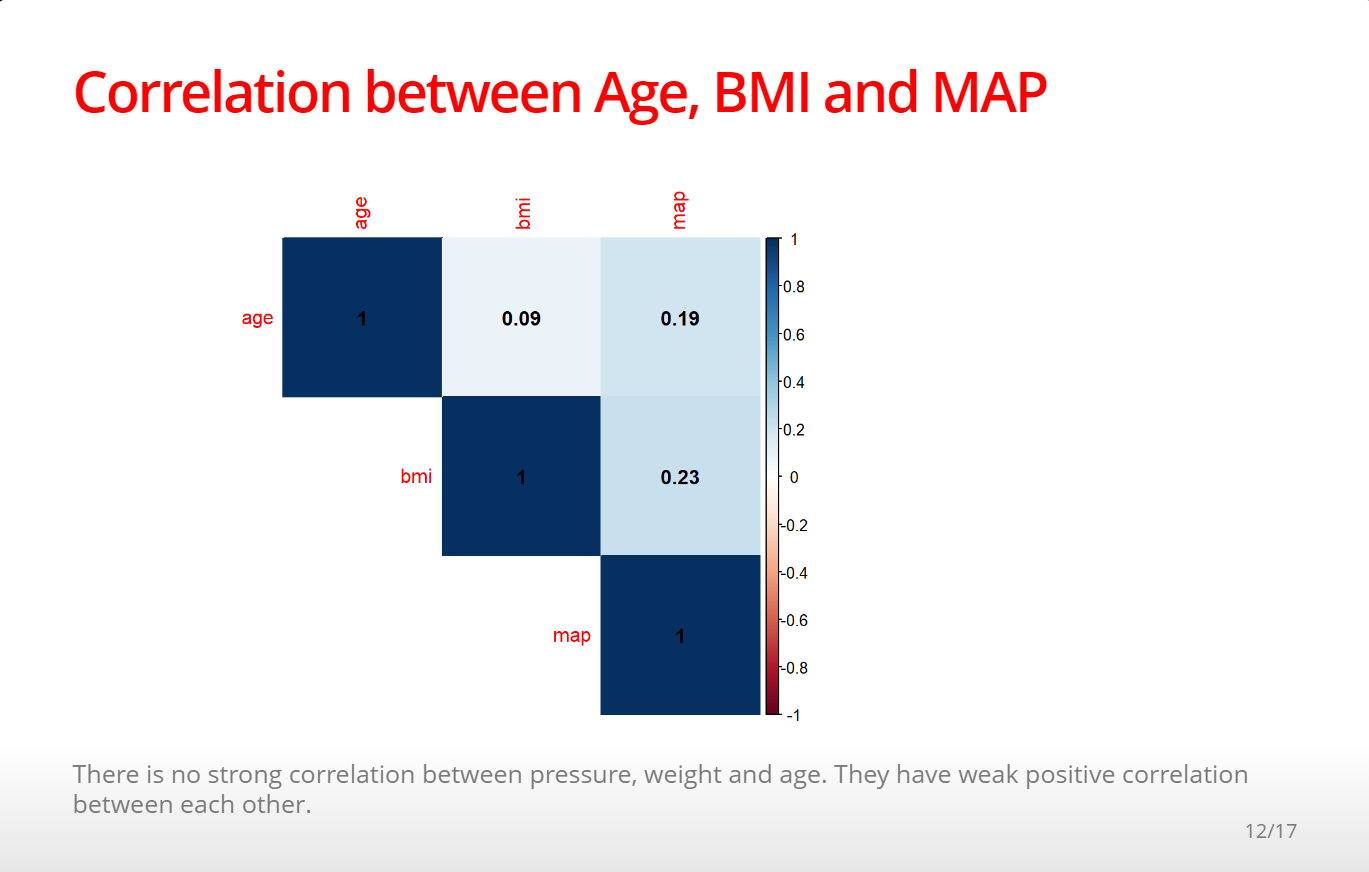 Correlation between Age, BMI and MAP
age
bmi
map
age
1
0.09
0.19
bmi
1
0.23
map
1
1
0.8
0.6
0.4
0.2
0
-0.2
-0.4
-0.6
-0.8
-1
There is no strong correlation between pressure, weight and age. They have weak positive correlation
between each other.
12/17